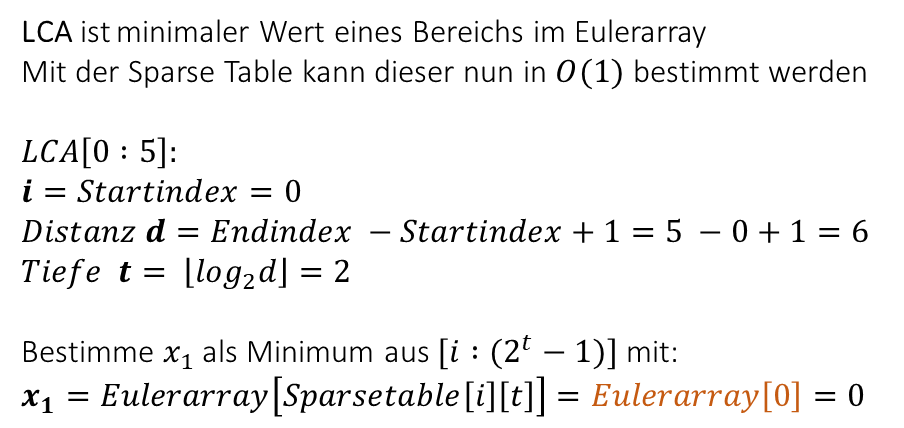 LCA ist minimaler Wert eines Bereichs im Eulerarray
Mit der Sparse Table kann dieser nun in O(1) bestimmt werden
LCA[0 : 5]:
i = Startindex = 0
Distanz d = Endindex − Startindex + 1 = 5 − 0 + 1 = 6
Tiefe t = ⌊log₂d⌋ = 2
Bestimme x₁ als Minimum aus [i : (2ᵗ − 1)] mit:
x₁ = Eulerarray[Sparsetable[i][t]] = Eulerarray[0] = 0